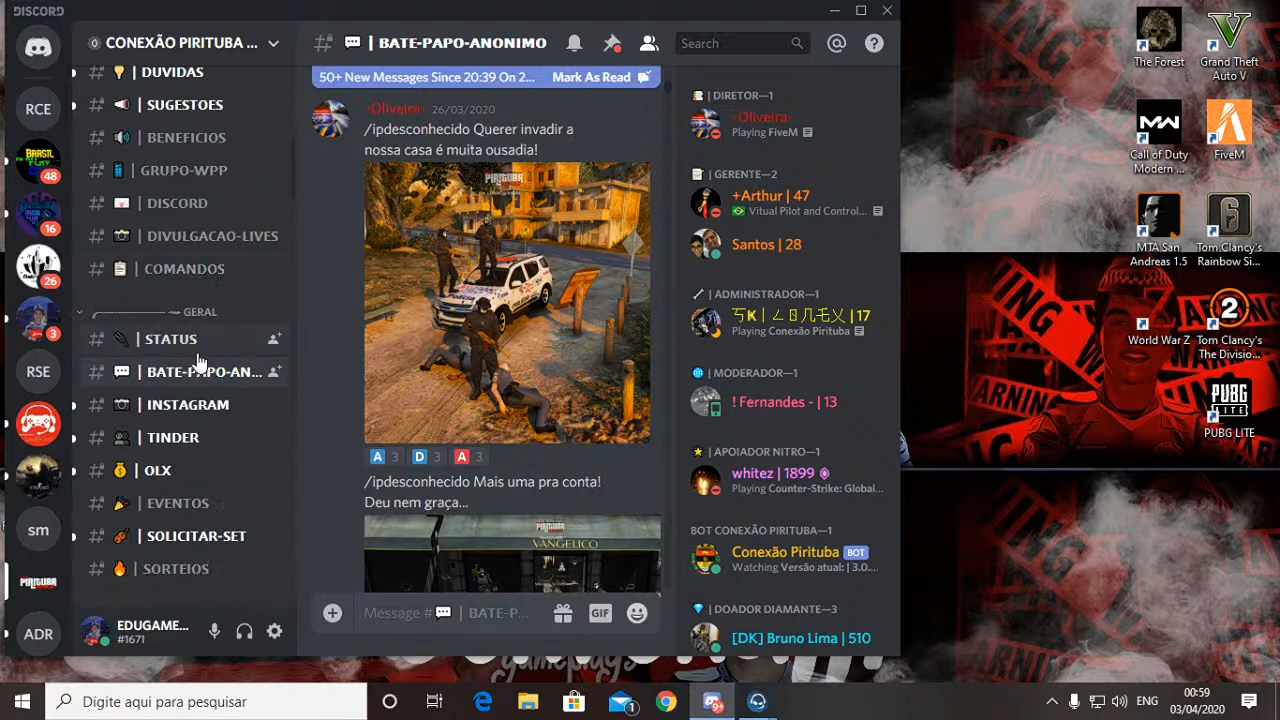 DISCORD
CONEXÃO PIRITUBA ...
DUVIDAS
SUGESTOES
BENEFICIOS
GRUPO-WPP
DISCORD
DIVULGACAO-LIVES
COMANDOS
GERAL
STATUS
BATE-PAPO-AN...
INSTAGRAM
TINDER
OLX
EVENTOS
SOLICITAR-SET
SORTEIOS
EDUGAME...
#1671
RCE
48
16
26
3
RSE
sm
PIRITUBA
ADR
| BATE-PAPO-ANONIMO
Search
50+ New Messages Since 20:39 On 2... Mark As Read
-Oliveira- 26/03/2020
/ipdesconhecido Querer invadir a
nossa casa é muita ousadia!
PIRITUBA
A 3 D 3 A 3
/ipdesconhecido Mais uma pra conta!
Deu nem graça...
VANGELICO
Message # | BATE-P...
GIF
| DIRETOR—1
-Oliveira-
Playing FiveM
| GERENTE—2
+Arthur | 47
Vitual Pilot and Control...
Santos | 28
| ADMINISTRADOR—1
|17
Playing Conexão Pirituba
| MODERADOR—1
! Fernandes - | 13
| APOIADOR NITRO—1
whitez | 1899
Playing Counter-Strike: Global...
BOT CONEXÃO PIRITUBA—1
Conexão Pirituba BOT
Watching Versão atual: | 3.0....
| DOADOR DIAMANTE—3
[DK] Bruno Lima | 510
The Forest
Grand Theft
Auto V
Call of Duty
Modern ...
FiveM
MTA San
Andreas 1.5
Tom Clancy's
Rainbow Si...
World War Z
Tom Clancy's
The Divisio...
PUBG LITE
WARNING
gameplays
Digite aqui para pesquisar
1
9+
ENG
00:59
03/04/2020